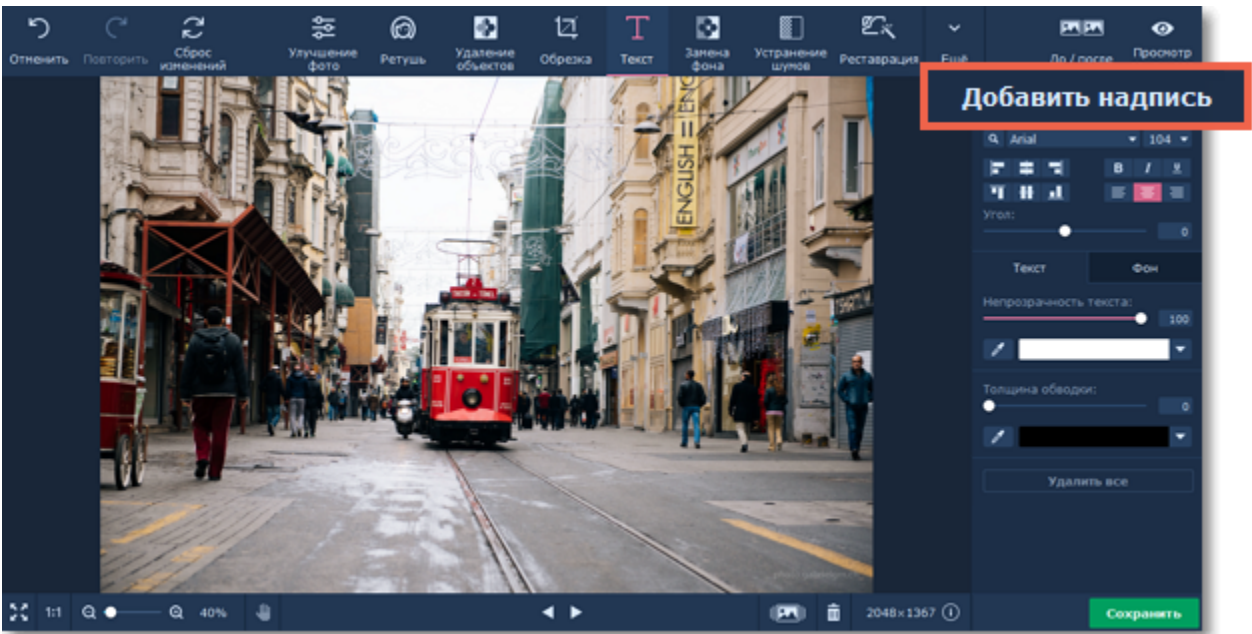 Отменить
Повторить
Сброс
изменений
Улучшение
фото
Ретушь
Удаление
объектов
Обрезка
Текст
Замена
фона
Устранение
шумов
Реставрация
Ещё
До / после
Просмотр
Добавить надпись
Arial 104
B I U
Угол:
0
Текст Фон
Непрозрачность текста:
100
Толщина обводки:
0
Удалить все
ENGLISH = ENG
1:1
40%
2048×1367
Сохранить